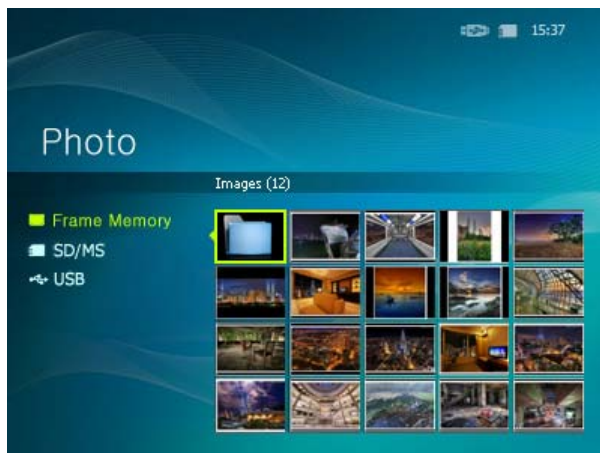 15:37
Photo
Images (12)
Frame Memory
SD/MS
USB